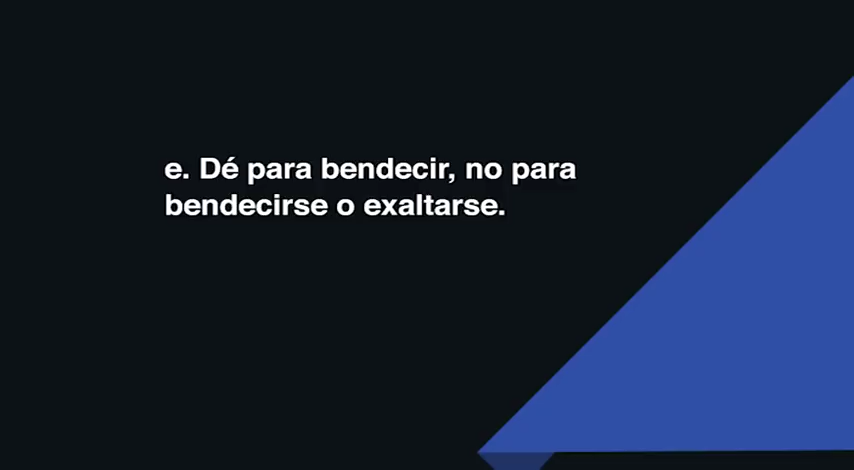 e. Dé para bendecir, no para
bendecirse o exaltarse.